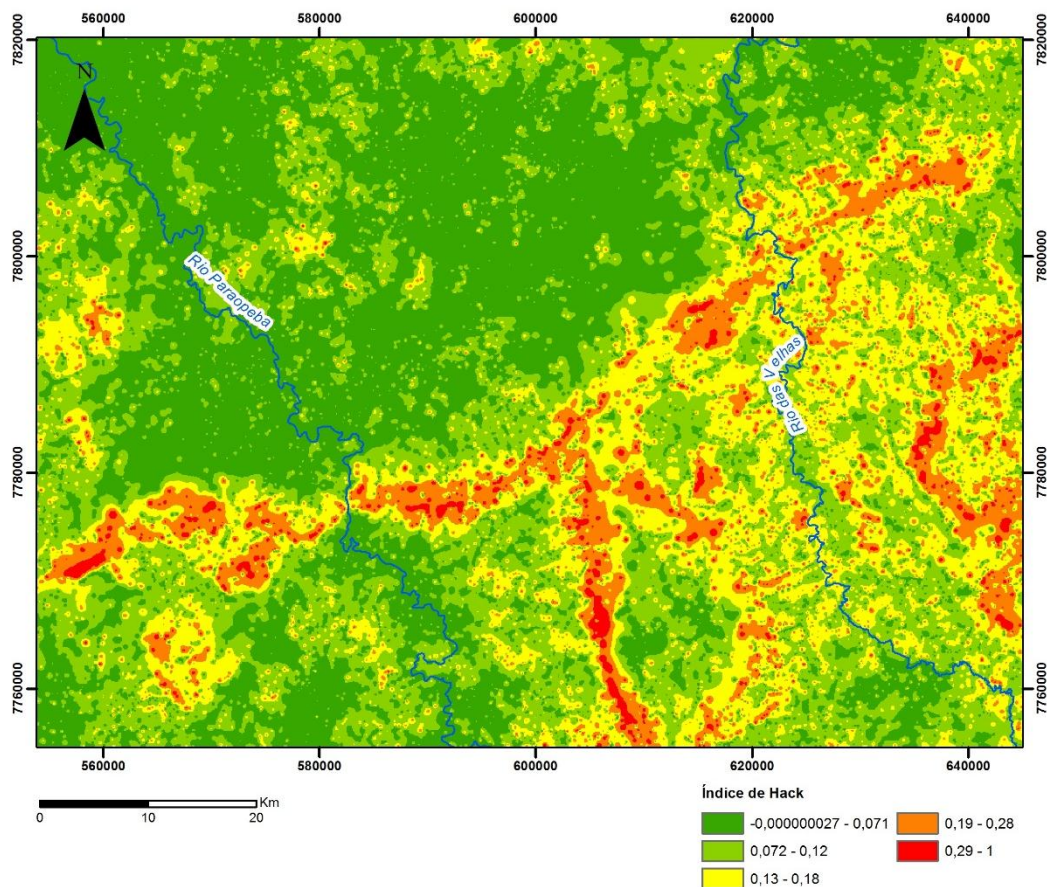 560000 580000 600000 620000 640000
7820000 7820000
N
7800000 7800000
Rio Paraopeba
Rio das Velhas
7780000 7780000
7760000 7760000
560000 580000 600000 620000 640000
Km
0 10 20
Índice de Hack
-0,000000027 - 0,071
0,072 - 0,12
0,13 - 0,18
0,19 - 0,28
0,29 - 1